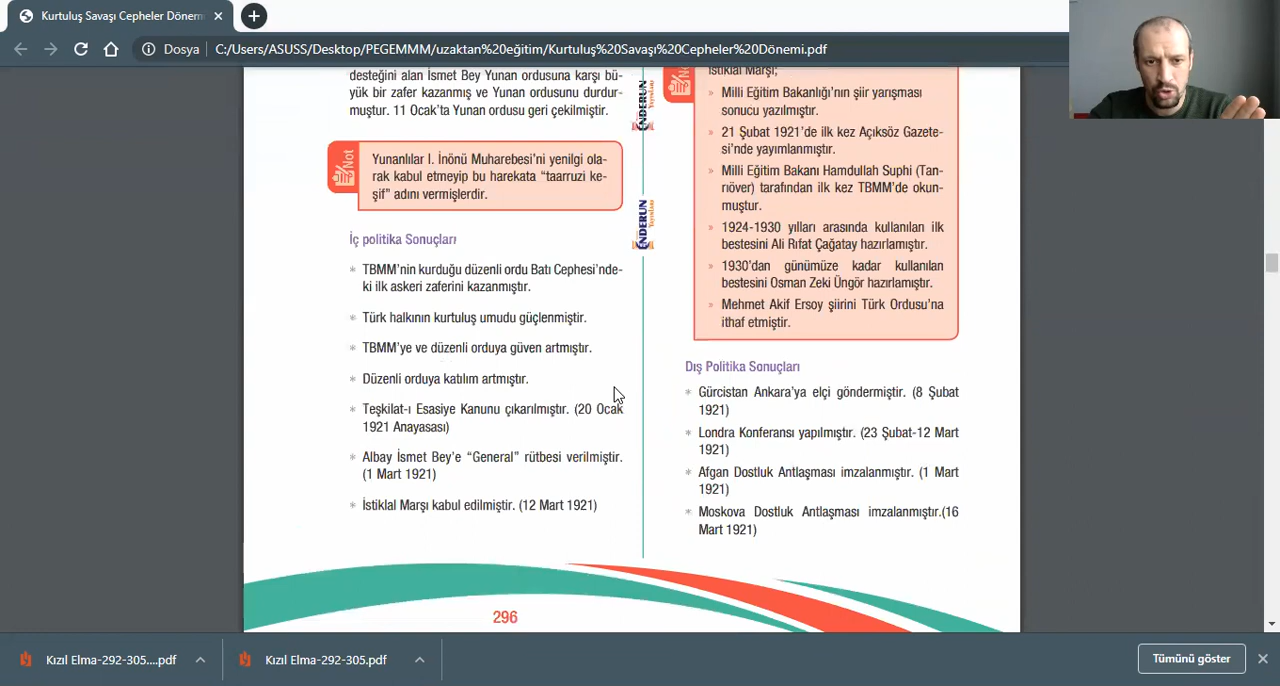 Kurtuluş Savaşı Cepheler Dönem
Dosya
C:/Users/ASUSS/Desktop/PEGEMMM/uzaktan%20eğitim/Kurtuluş%20Savaşı%20Cepheler%20Dönemi.pdf
desteğini alan İsmet Bey Yunan ordusuna karşı bü-
yük bir zafer kazanmış ve Yunan ordusunu durdur-
muştur. 11 Ocak'ta Yunan ordusu geri çekilmiştir.
Not
Yunanlılar I. İnönü Muharebesi'ni yenilgi ola-
rak kabul etmeyip bu harekata “taarruzi ke-
şif” adını vermişlerdir.
İç politika Sonuçları
* TBMM'nin kurduğu düzenli ordu Batı Cephesi'nde-
ki ilk askeri zaferini kazanmıştır.
* Türk halkının kurtuluş umudu güçlenmiştir.
* TBMM'ye ve düzenli orduya güven artmıştır.
* Düzenli orduya katılım artmıştır.
* Teşkilat-ı Esasiye Kanunu çıkarılmıştır. (20 Ocak
1921 Anayasası)
* Albay İsmet Bey'e “General” rütbesi verilmiştir.
(1 Mart 1921)
* İstiklal Marşı kabul edilmiştir. (12 Mart 1921)
ENDERUN
Yayınları
ENDERUN
Yayınları
İstiklal Marşı;
» Milli Eğitim Bakanlığı'nın şiir yarışması
sonucu yazılmıştır.
» 21 Şubat 1921'de ilk kez Açıksöz Gazete-
si'nde yayımlanmıştır.
» Milli Eğitim Bakanı Hamdullah Suphi (Tan-
rıöver) tarafından ilk kez TBMM'de okun-
muştur.
» 1924-1930 yılları arasında kullanılan ilk
bestesini Ali Rıfat Çağatay hazırlamıştır.
» 1930'dan günümüze kadar kullanılan
bestesini Osman Zeki Üngör hazırlamıştır.
» Mehmet Akif Ersoy şiirini Türk Ordusu'na
ithaf etmiştir.
Dış Politika Sonuçları
* Gürcistan Ankara'ya elçi göndermiştir. (8 Şubat
1921)
* Londra Konferansı yapılmıştır. (23 Şubat-12 Mart
1921)
* Afgan Dostluk Antlaşması imzalanmıştır. (1 Mart
1921)
* Moskova Dostluk Antlaşması imzalanmıştır.(16
Mart 1921)
296
Kızıl Elma-292-305....pdf
Kızıl Elma-292-305.pdf
Tümünü göster